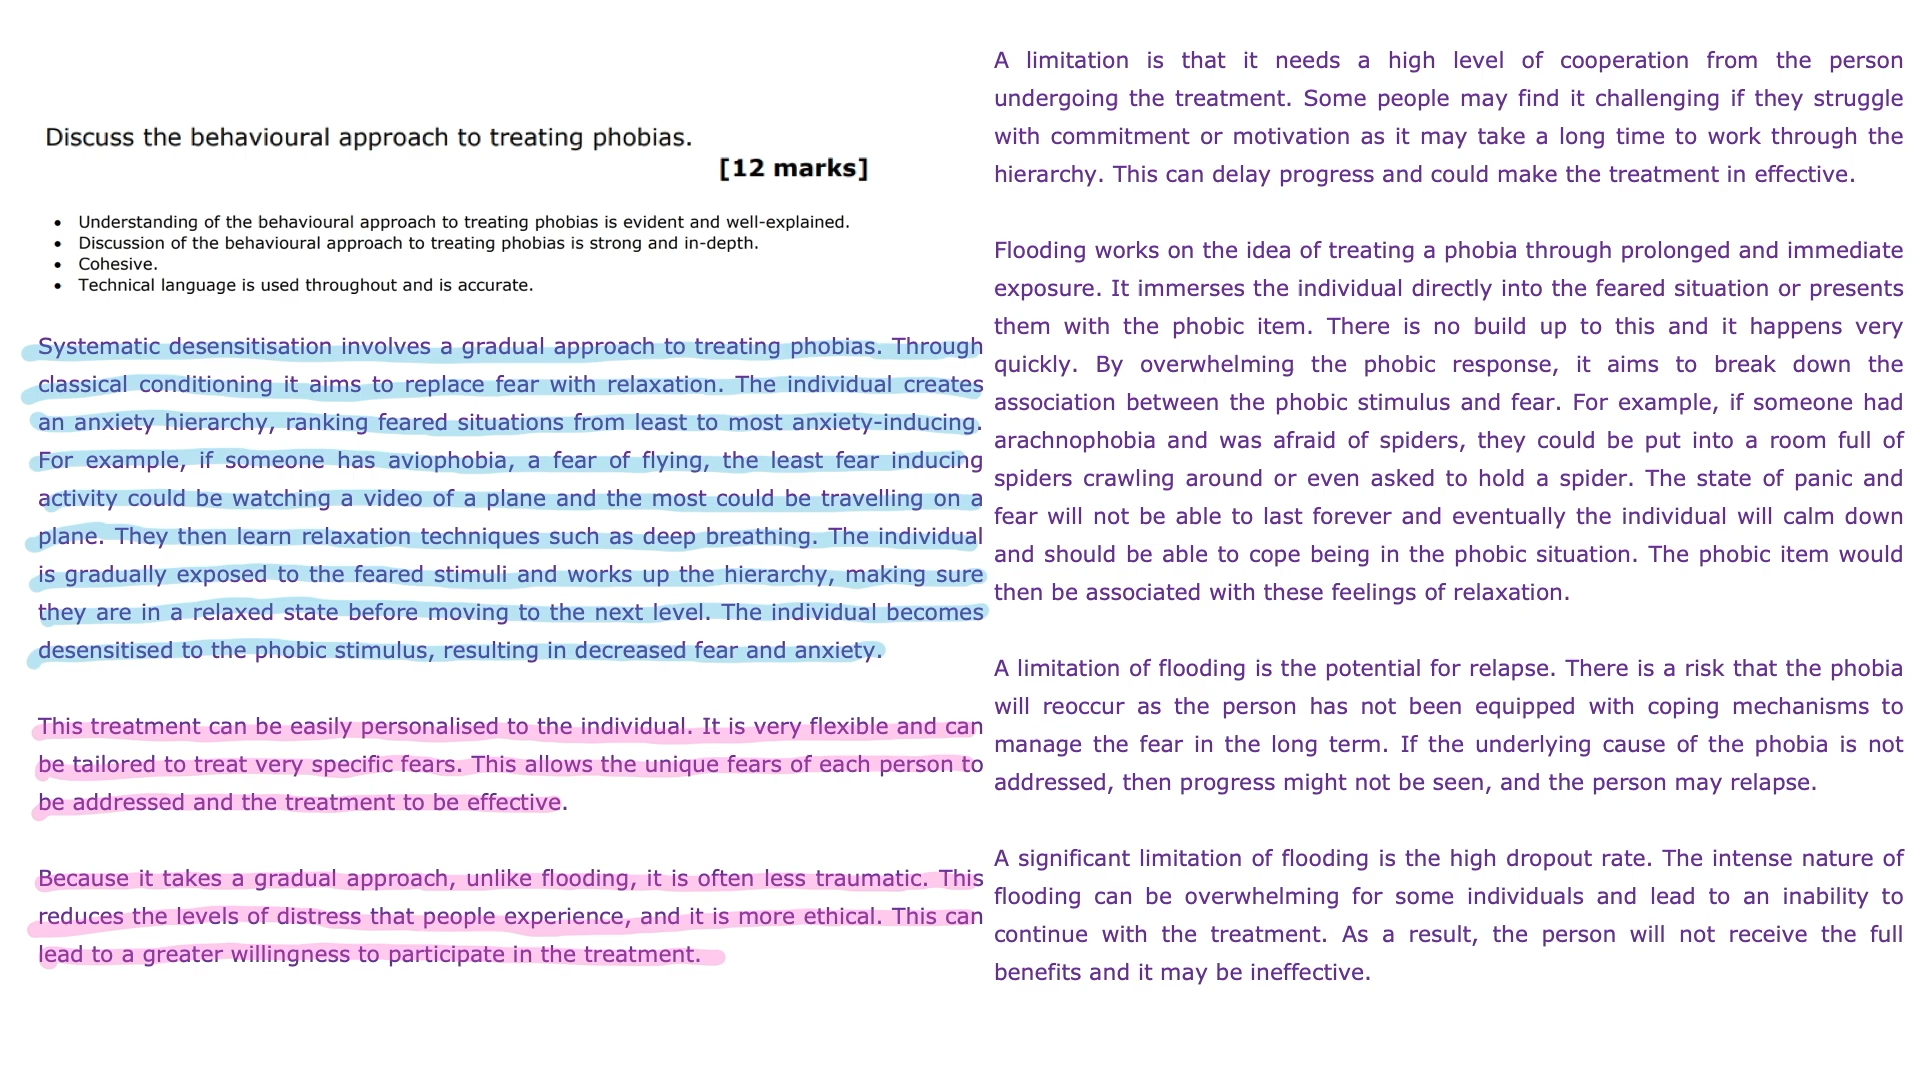 Discuss the behavioural approach to treating phobias.
[12 marks]
• Understanding of the behavioural approach to treating phobias is evident and well-explained.
• Discussion of the behavioural approach to treating phobias is strong and in-depth.
• Cohesive.
• Technical language is used throughout and is accurate.
Systematic desensitisation involves a gradual approach to treating phobias. Through
classical conditioning it aims to replace fear with relaxation. The individual creates
an anxiety hierarchy, ranking feared situations from least to most anxiety-inducing.
For example, if someone has aviophobia, a fear of flying, the least fear inducing
activity could be watching a video of a plane and the most could be travelling on a
plane. They then learn relaxation techniques such as deep breathing. The individual
is gradually exposed to the feared stimuli and works up the hierarchy, making sure
they are in a relaxed state before moving to the next level. The individual becomes
desensitised to the phobic stimulus, resulting in decreased fear and anxiety.
This treatment can be easily personalised to the individual. It is very flexible and can
be tailored to treat very specific fears. This allows the unique fears of each person to
be addressed and the treatment to be effective.
Because it takes a gradual approach, unlike flooding, it is often less traumatic. This
reduces the levels of distress that people experience, and it is more ethical. This can
lead to a greater willingness to participate in the treatment.
A limitation is that it needs a high level of cooperation from the person
undergoing the treatment. Some people may find it challenging if they struggle
with commitment or motivation as it may take a long time to work through the
hierarchy. This can delay progress and could make the treatment in effective.
Flooding works on the idea of treating a phobia through prolonged and immediate
exposure. It immerses the individual directly into the feared situation or presents
them with the phobic item. There is no build up to this and it happens very
quickly. By overwhelming the phobic response, it aims to break down the
association between the phobic stimulus and fear. For example, if someone had
arachnophobia and was afraid of spiders, they could be put into a room full of
spiders crawling around or even asked to hold a spider. The state of panic and
fear will not be able to last forever and eventually the individual will calm down
and should be able to cope being in the phobic situation. The phobic item would
then be associated with these feelings of relaxation.
A limitation of flooding is the potential for relapse. There is a risk that the phobia
will reoccur as the person has not been equipped with coping mechanisms to
manage the fear in the long term. If the underlying cause of the phobia is not
addressed, then progress might not be seen, and the person may relapse.
A significant limitation of flooding is the high dropout rate. The intense nature of
flooding can be overwhelming for some individuals and lead to an inability to
continue with the treatment. As a result, the person will not receive the full
benefits and it may be ineffective.